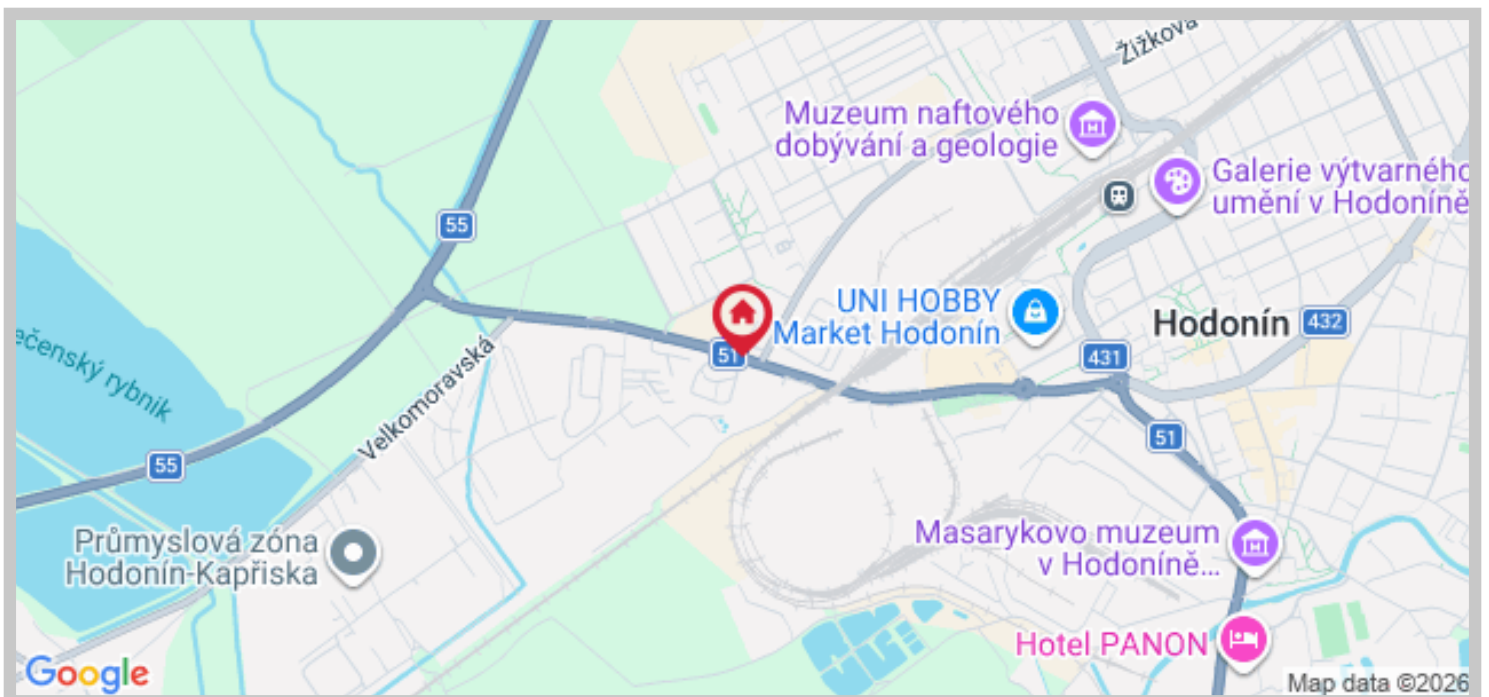 Žižkova
Muzeum naftového
dobývání a geologie
Galerie výtvarného
umění v Hodoníně
55
UNI HOBBY
Market Hodonín
Hodonín
432
51
431
ečenský rybník
Velkomoravská
51
55
Masarykovo muzeum
v Hodoníně...
Průmyslová zóna
Hodonín-Kapřiska
Hotel PANON
Google
Map data ©2026